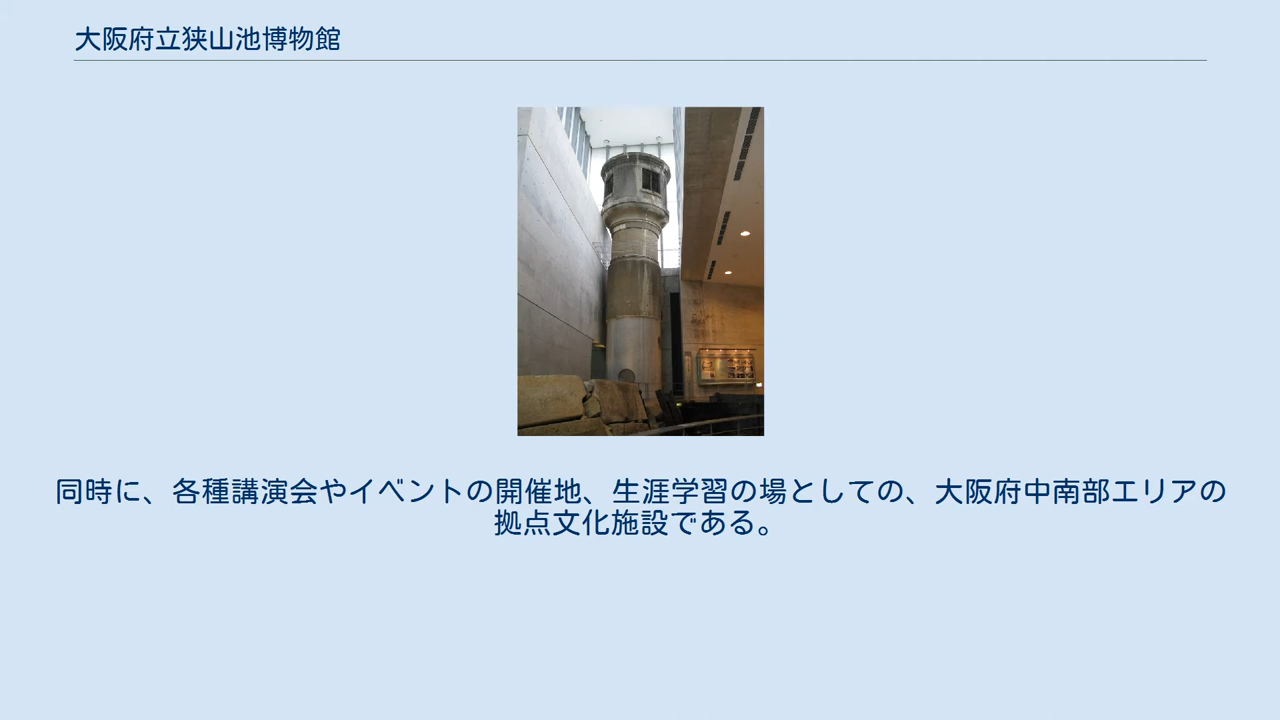 大阪府立狭山池博物館
同時に、各種講演会やイベントの開催地、生涯学習の場としての、大阪府中南部エリアの
拠点文化施設である。